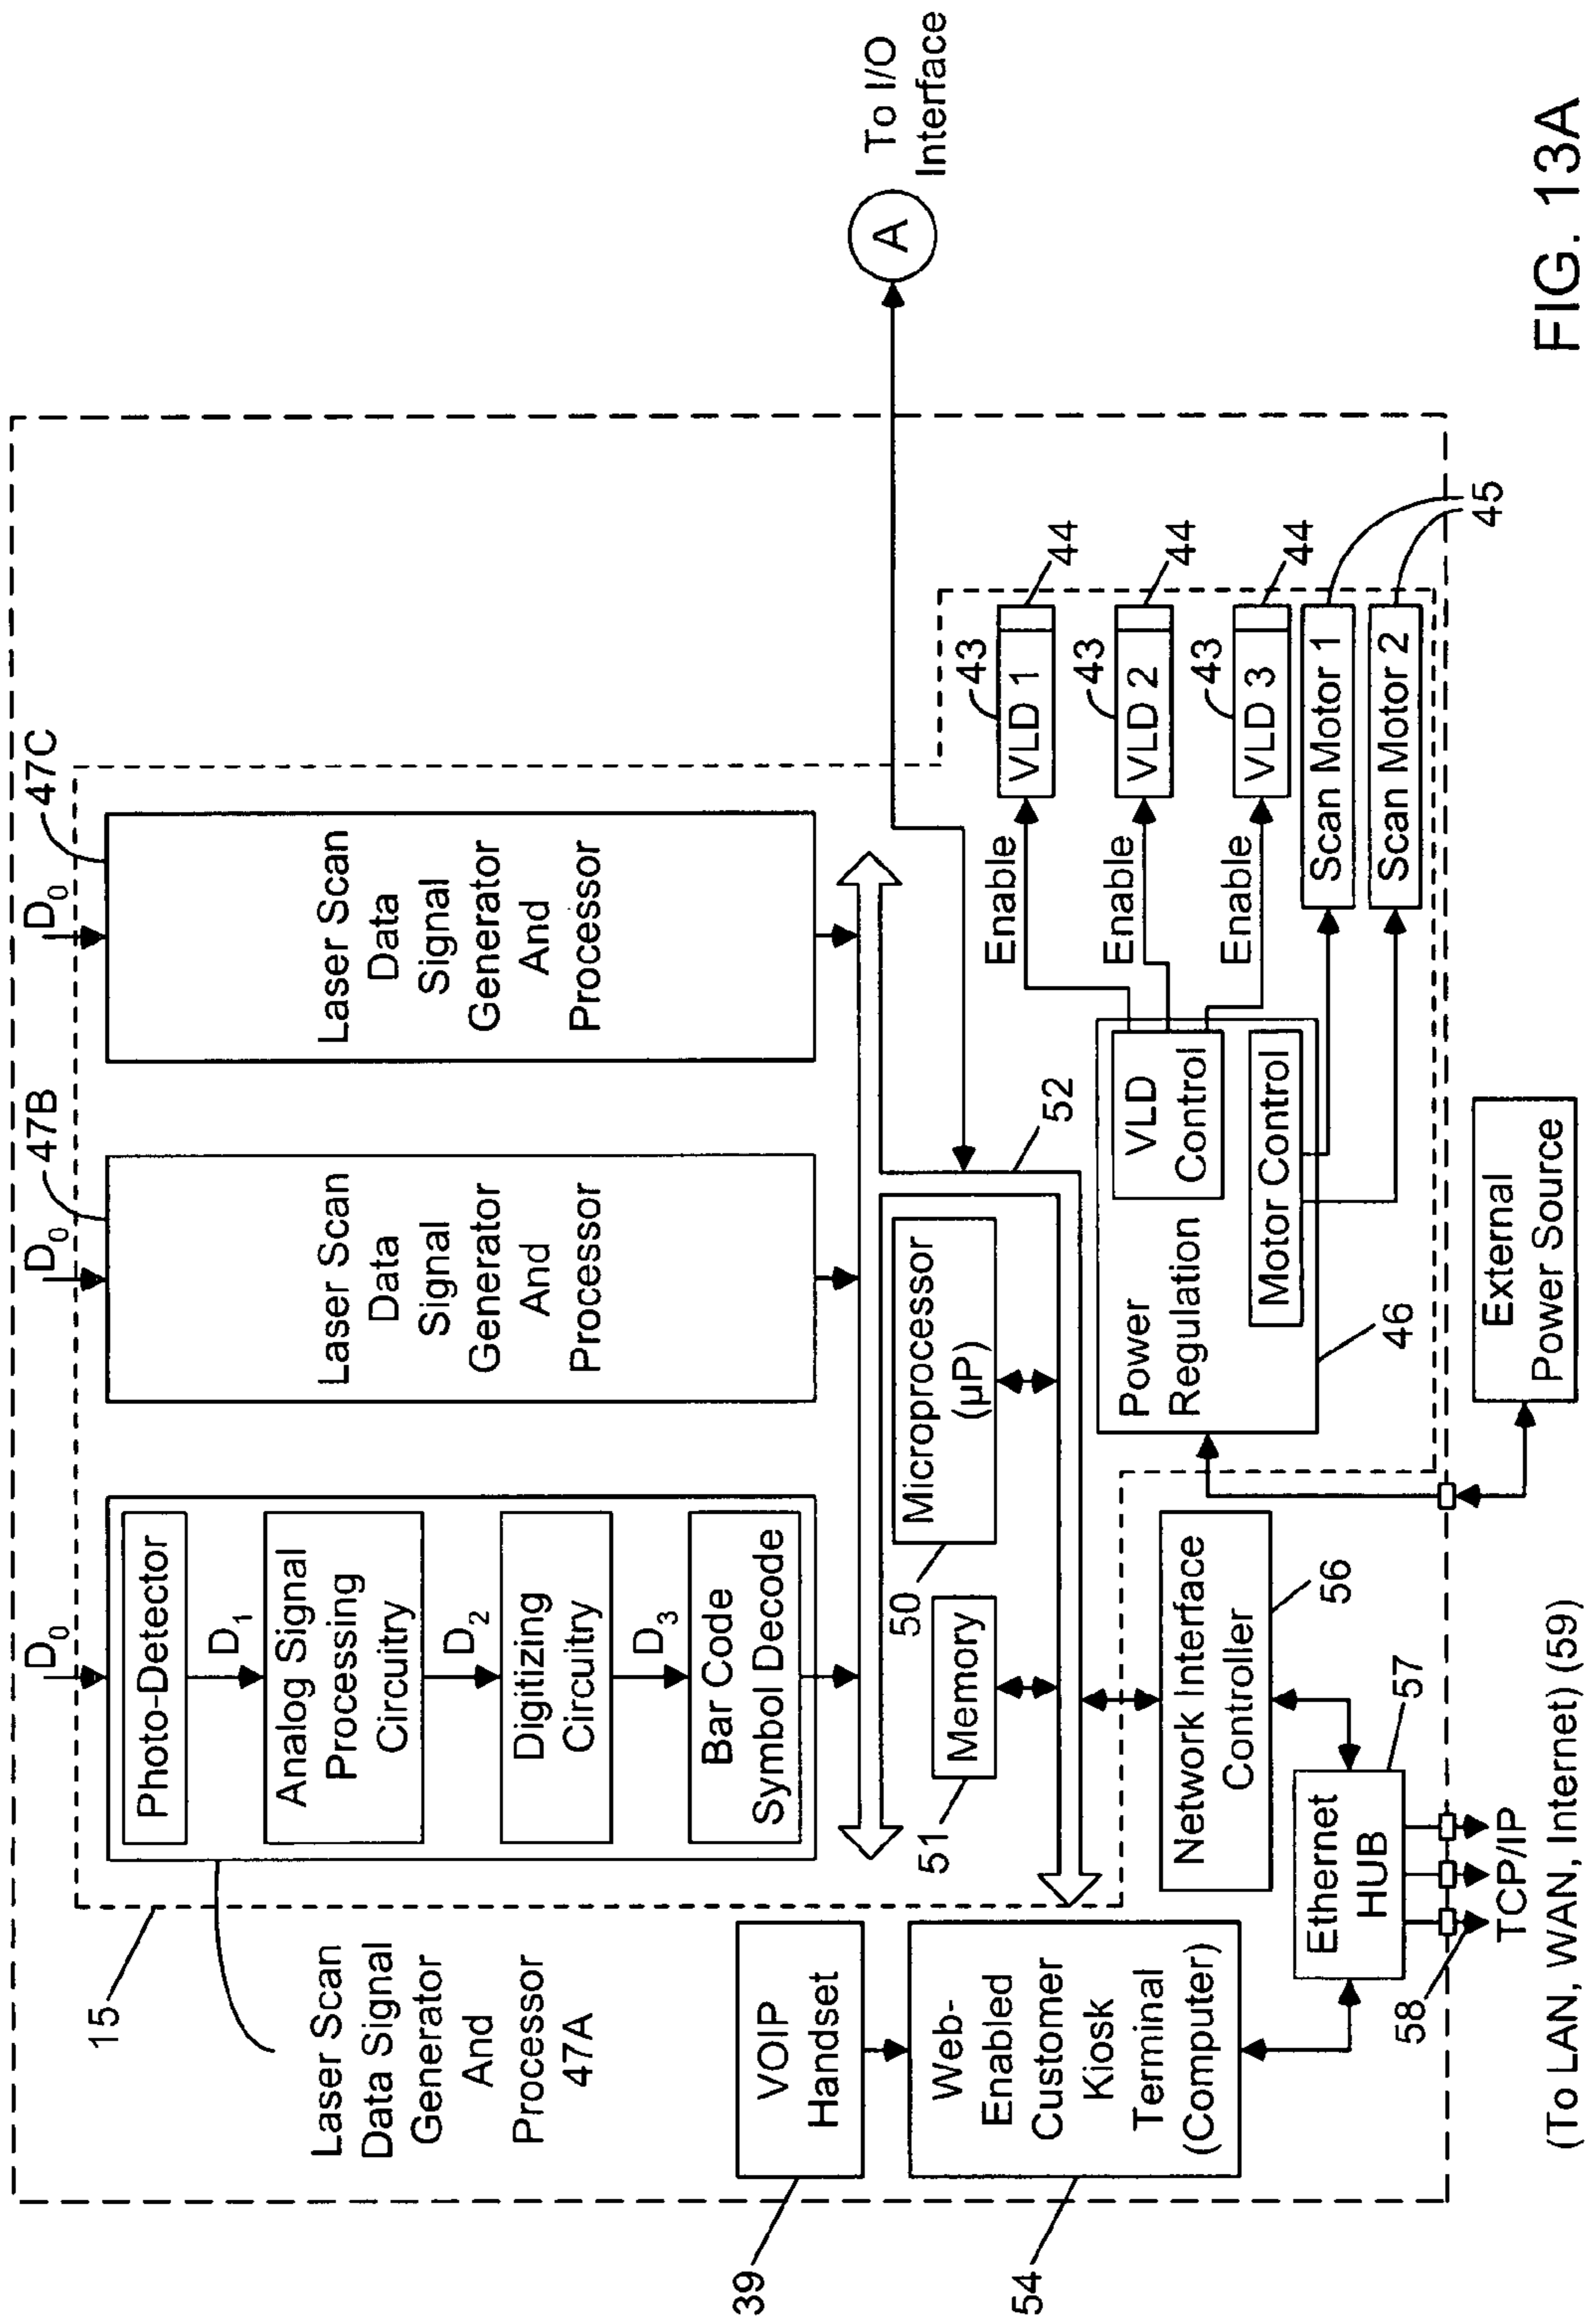 D0
D0
D0
47B
47C
15
Photo-Detector
D1
Analog Signal
Processing
Circuitry
D2
Digitizing
Circuitry
D3
Bar Code
Symbol Decode
Laser Scan
Data
Signal
Generator
And
Processor
Laser Scan
Data
Signal
Generator
And
Processor
Laser Scan
Data Signal
Generator
And
Processor
47A
A
To I/O
Interface
VOIP
Handset
39
Web-
Enabled
Customer
Kiosk
Terminal
(Computer)
54
51
Memory
50
Microprocessor
(µP)
52
Network Interface
Controller
56
Ethernet
HUB
57
58
TCP/IP
(To LAN, WAN, Internet) (59)
Power
Regulation
VLD
Control
Motor Control
46
Enable
43
VLD 1
44
Enable
43
VLD 2
44
Enable
43
VLD 3
44
Scan Motor 1
Scan Motor 2
45
External
Power Source
FIG. 13A